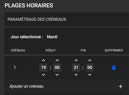 PLAGES HORAIRES
PARAMÉTRAGE DES CRÉNEAUX
Jour sélectionné : Mardi
CRÉNEAU DÉBUT FIN SUPPRIMER
1 19 : 00 21 : 00
Ajouter un créneau +